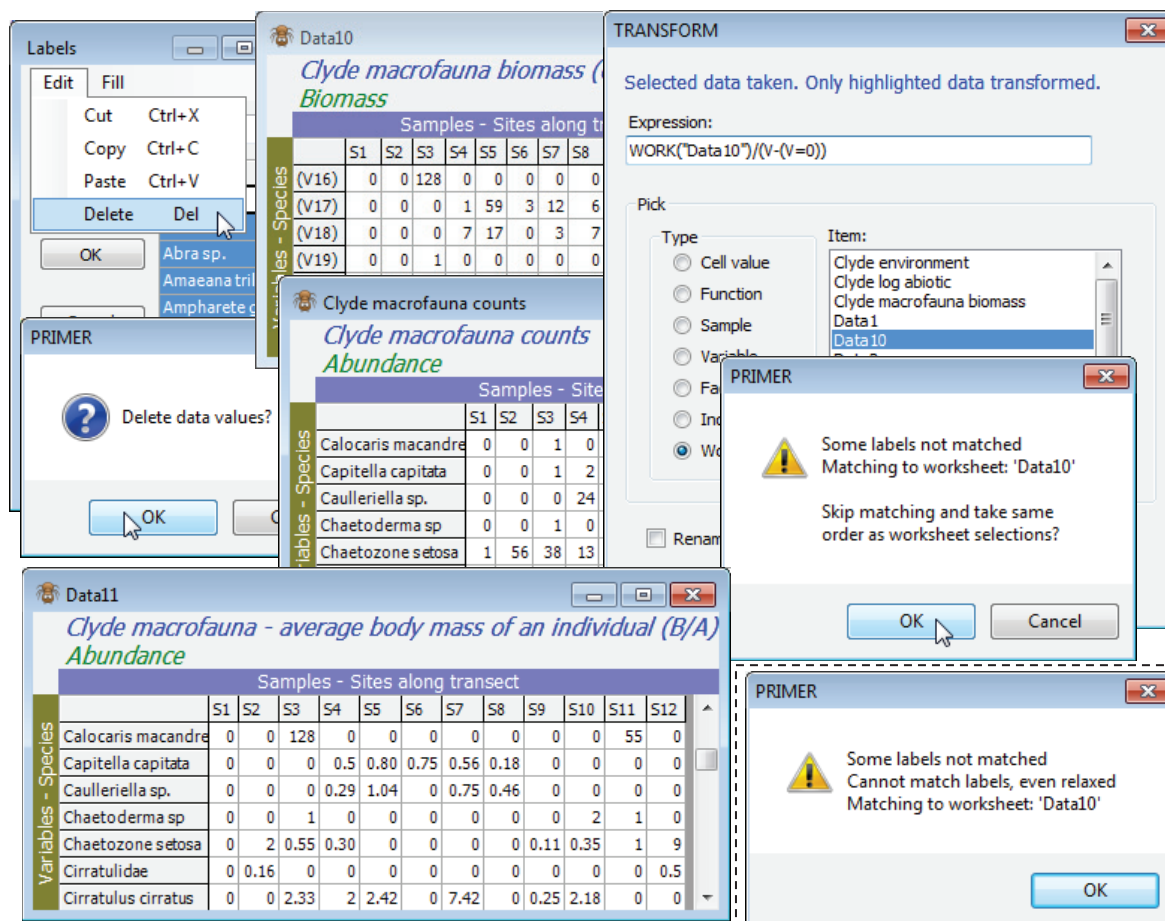 Labels
Edit Fill
Cut Ctrl+X
Copy Ctrl+C
Paste Ctrl+V
Delete Del
OK
Abra sp.
Amaeana tril
Ampharete g
PRIMER
Delete data values?
OK
Data10
Clyde macrofauna biomass (
Biomass
Samples - Sites along tr
Variables - Species
S1 S2 S3 S4 S5 S6 S7 S8
(V16) 0 0 128 0 0 0 0 0
(V17) 0 0 0 1 59 3 12 6
(V18) 0 0 0 7 17 0 3 7
(V19) 0 0 1 0 0 0 0 0
Clyde macrofauna counts
Clyde macrofauna counts
Abundance
Samples - Site
riables - Species
S1 S2 S3 S4
Calocaris macandre 0 0 1 0
Capitella capitata 0 0 1 2
Caulleriella sp. 0 0 0 24
Chaetoderma sp 0 0 1 0
Chaetozone setosa 1 56 38 13
TRANSFORM
Selected data taken. Only highlighted data transformed.
Expression:
WORK("Data10")/(V-(V=0))
Pick
Type
Cell value
Function
Sample
Variable
Fa
Ind
Wo
Item:
Clyde environment
Clyde log abiotic
Clyde macrofauna biomass
Data1
Data10
Renam
PRIMER
Some labels not matched
Matching to worksheet: 'Data10'
Skip matching and take same
order as worksheet selections?
OK Cancel
Data11
Clyde macrofauna - average body mass of an individual (B/A)
Abundance
Samples - Sites along transect
Variables - Species
S1 S2 S3 S4 S5 S6 S7 S8 S9 S10 S11 S12
Calocaris macandre 0 0 128 0 0 0 0 0 0 0 55 0
Capitella capitata 0 0 0 0.5 0.80 0.75 0.56 0.18 0 0 0 0
Caulleriella sp. 0 0 0 0.29 1.04 0 0.75 0.46 0 0 0 0
Chaetoderma sp 0 0 1 0 0 0 0 0 0 2 1 0
Chaetozone setosa 0 2 0.55 0.30 0 0 0 0 0.11 0.35 1 9
Cirratulidae 0 0.16 0 0 0 0 0 0 0 0 0 0.5
Cirratulus cirratus 0 0 2.33 2 2.42 0 7.42 0 0.25 2.18 0 0
PRIMER
Some labels not matched
Cannot match labels, even relaxed
Matching to worksheet: 'Data10'
OK